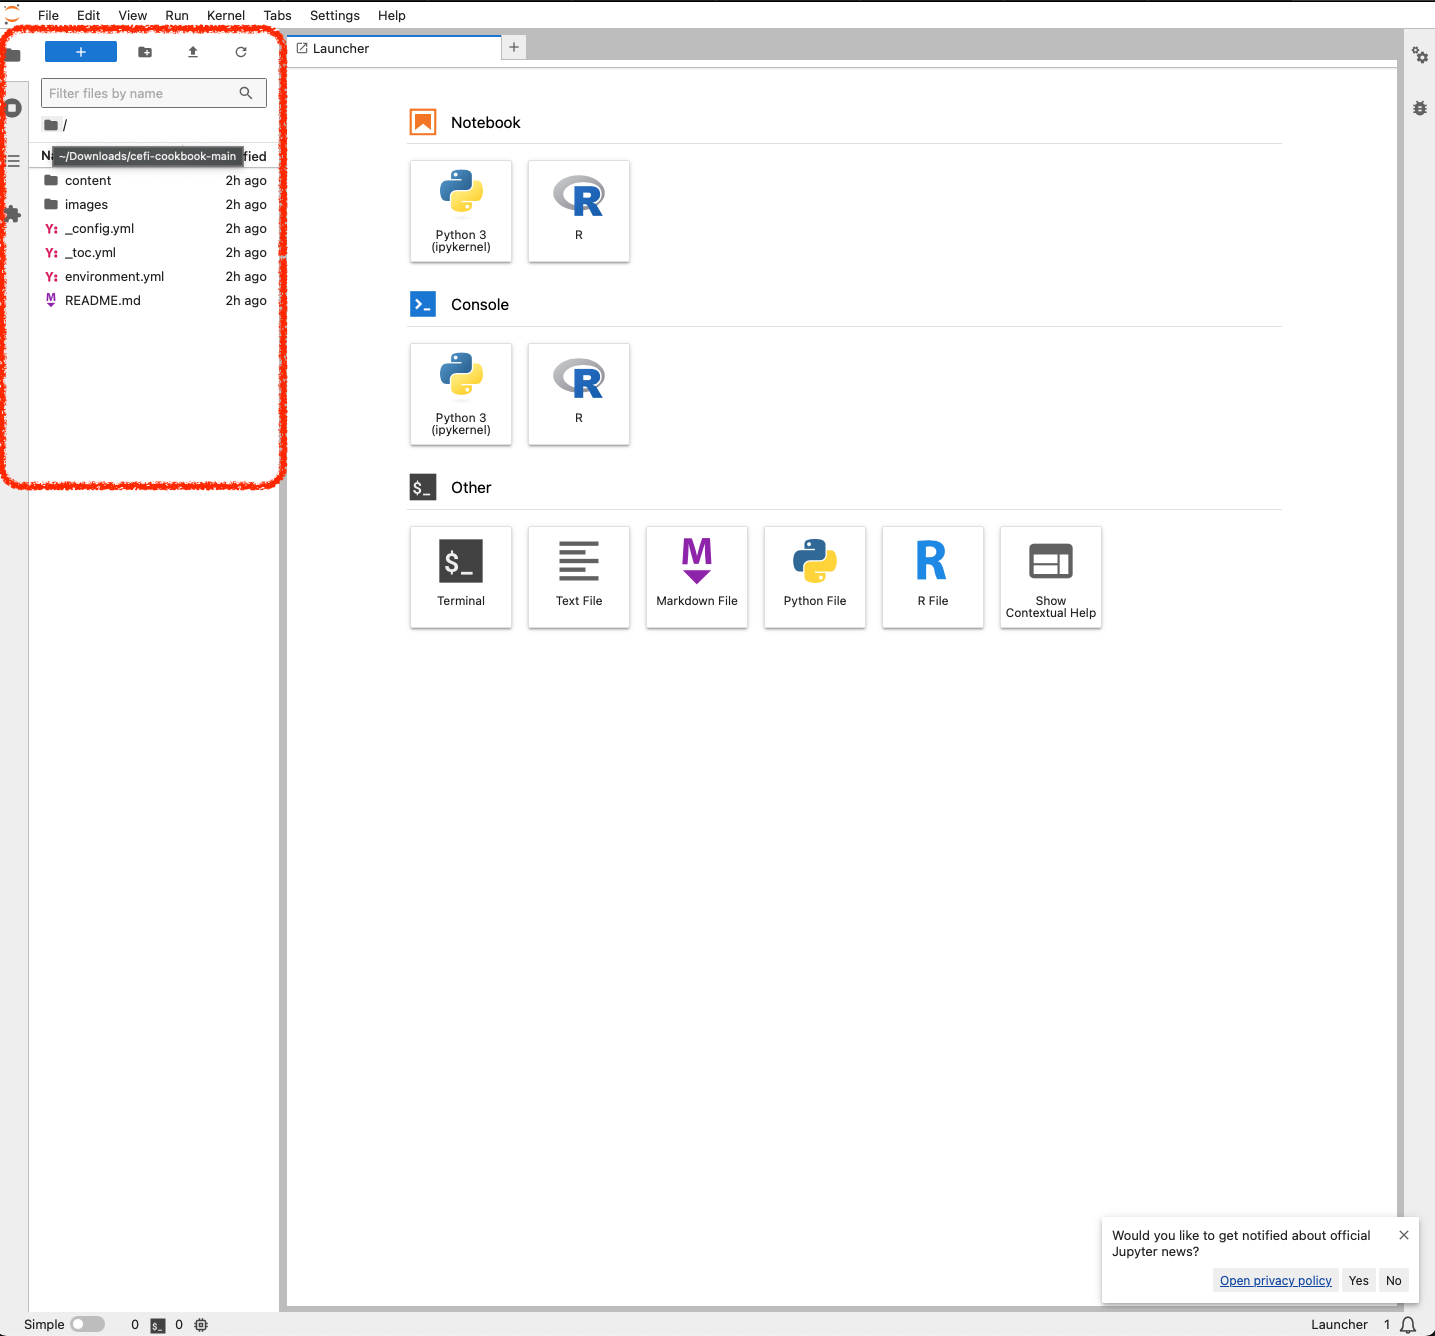 File Edit View Run Kernel Tabs Settings Help
Launcher
Filter files by name
/
~/Downloads/cefi-cookbook-main
content 2h ago
images 2h ago
_config.yml 2h ago
_toc.yml 2h ago
environment.yml 2h ago
README.md 2h ago
Notebook
Python 3
(ipykernel)
R
Console
Python 3
(ipykernel)
R
Other
Terminal
Text File
Markdown File
Python File
R File
Show
Contextual Help
Would you like to get notified about official
Jupyter news?
Open privacy policy Yes No
Simple 0 0 Launcher 1